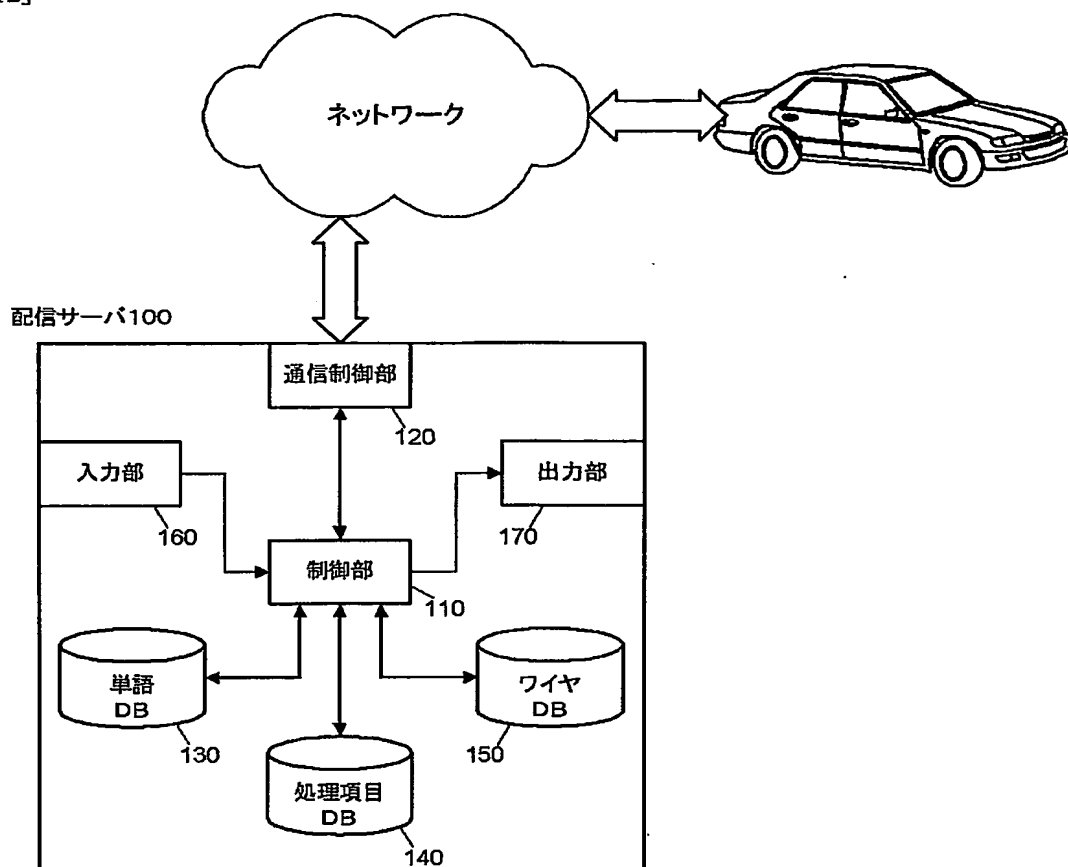 ネットワーク
配信サーバ100
通信制御部
120
入力部
160
出力部
170
制御部
110
単語
DB
130
ワイヤ
DB
150
処理項目
DB
140